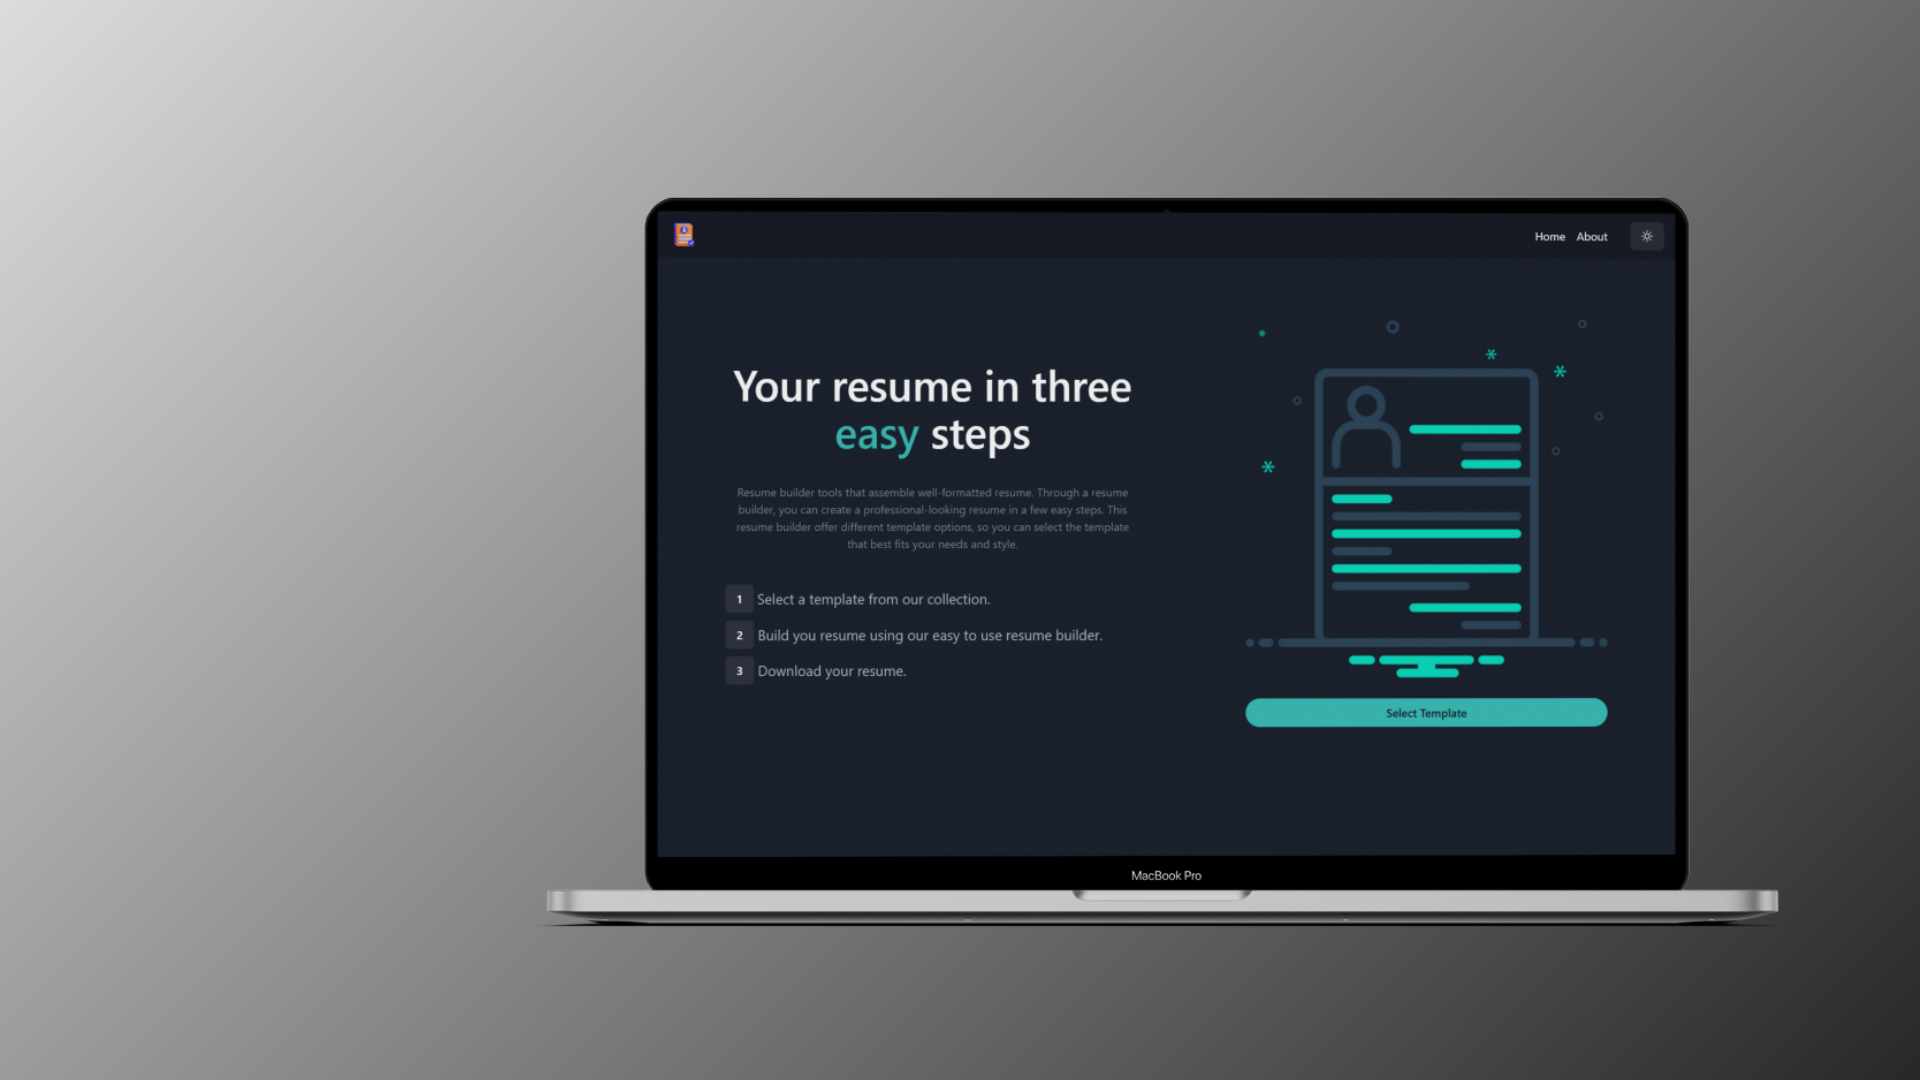 Home About
Your resume in three
easy steps
Resume builder tools that assemble well-formatted resume. Through a resume
builder, you can create a professional-looking resume in a few easy steps. This
resume builder offer different template options, so you can select the template
that best fits your needs and style.
1 Select a template from our collection.
2 Build you resume using our easy to use resume builder.
3 Download your resume.
Select Template
MacBook Pro